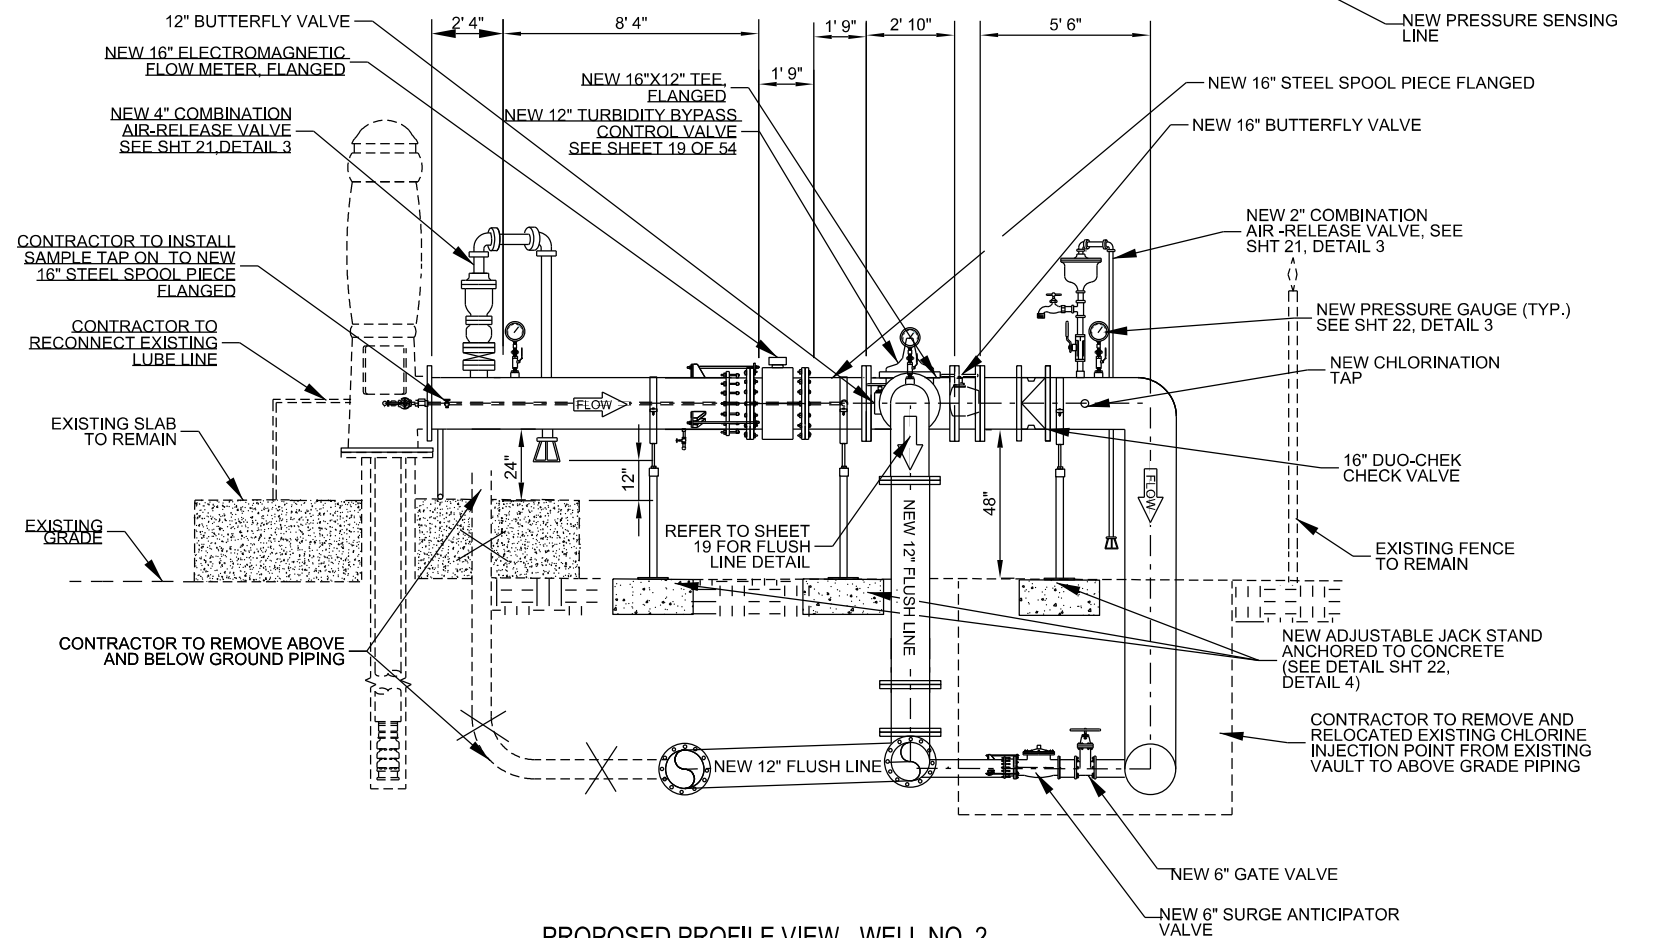 12" BUTTERFLY VALVE
2' 4"
8' 4"
1' 9"
2' 10"
5' 6"
NEW PRESSURE SENSING
LINE
NEW 16" ELECTROMAGNETIC
FLOW METER, FLANGED
1' 9"
NEW 16"X12" TEE,
FLANGED
NEW 16" STEEL SPOOL PIECE FLANGED
NEW 4" COMBINATION
AIR-RELEASE VALVE
SEE SHT 21,DETAIL 3
NEW 12" TURBIDITY BYPASS
CONTROL VALVE
SEE SHEET 19 OF 54
NEW 16" BUTTERFLY VALVE
CONTRACTOR TO INSTALL
SAMPLE TAP ON TO NEW
16" STEEL SPOOL PIECE
FLANGED
NEW 2" COMBINATION
AIR -RELEASE VALVE, SEE
SHT 21, DETAIL 3
CONTRACTOR TO
RECONNECT EXISTING
LUBE LINE
NEW PRESSURE GAUGE (TYP.)
SEE SHT 22, DETAIL 3
NEW CHLORINATION
TAP
FLOW
EXISTING SLAB
TO REMAIN
24"
12"
48"
FLOW
16" DUO-CHEK
CHECK VALVE
EXISTING
GRADE
REFER TO SHEET
19 FOR FLUSH
LINE DETAIL
NEW 12" FLUSH LINE
EXISTING FENCE
TO REMAIN
CONTRACTOR TO REMOVE ABOVE
AND BELOW GROUND PIPING
NEW ADJUSTABLE JACK STAND
ANCHORED TO CONCRETE
(SEE DETAIL SHT 22,
DETAIL 4)
CONTRACTOR TO REMOVE AND
RELOCATED EXISTING CHLORINE
INJECTION POINT FROM EXISTING
VAULT TO ABOVE GRADE PIPING
NEW 12" FLUSH LINE
NEW 6" GATE VALVE
NEW 6" SURGE ANTICIPATOR
VALVE
PROPOSED PROFILE VIEW - WELL NO. 2